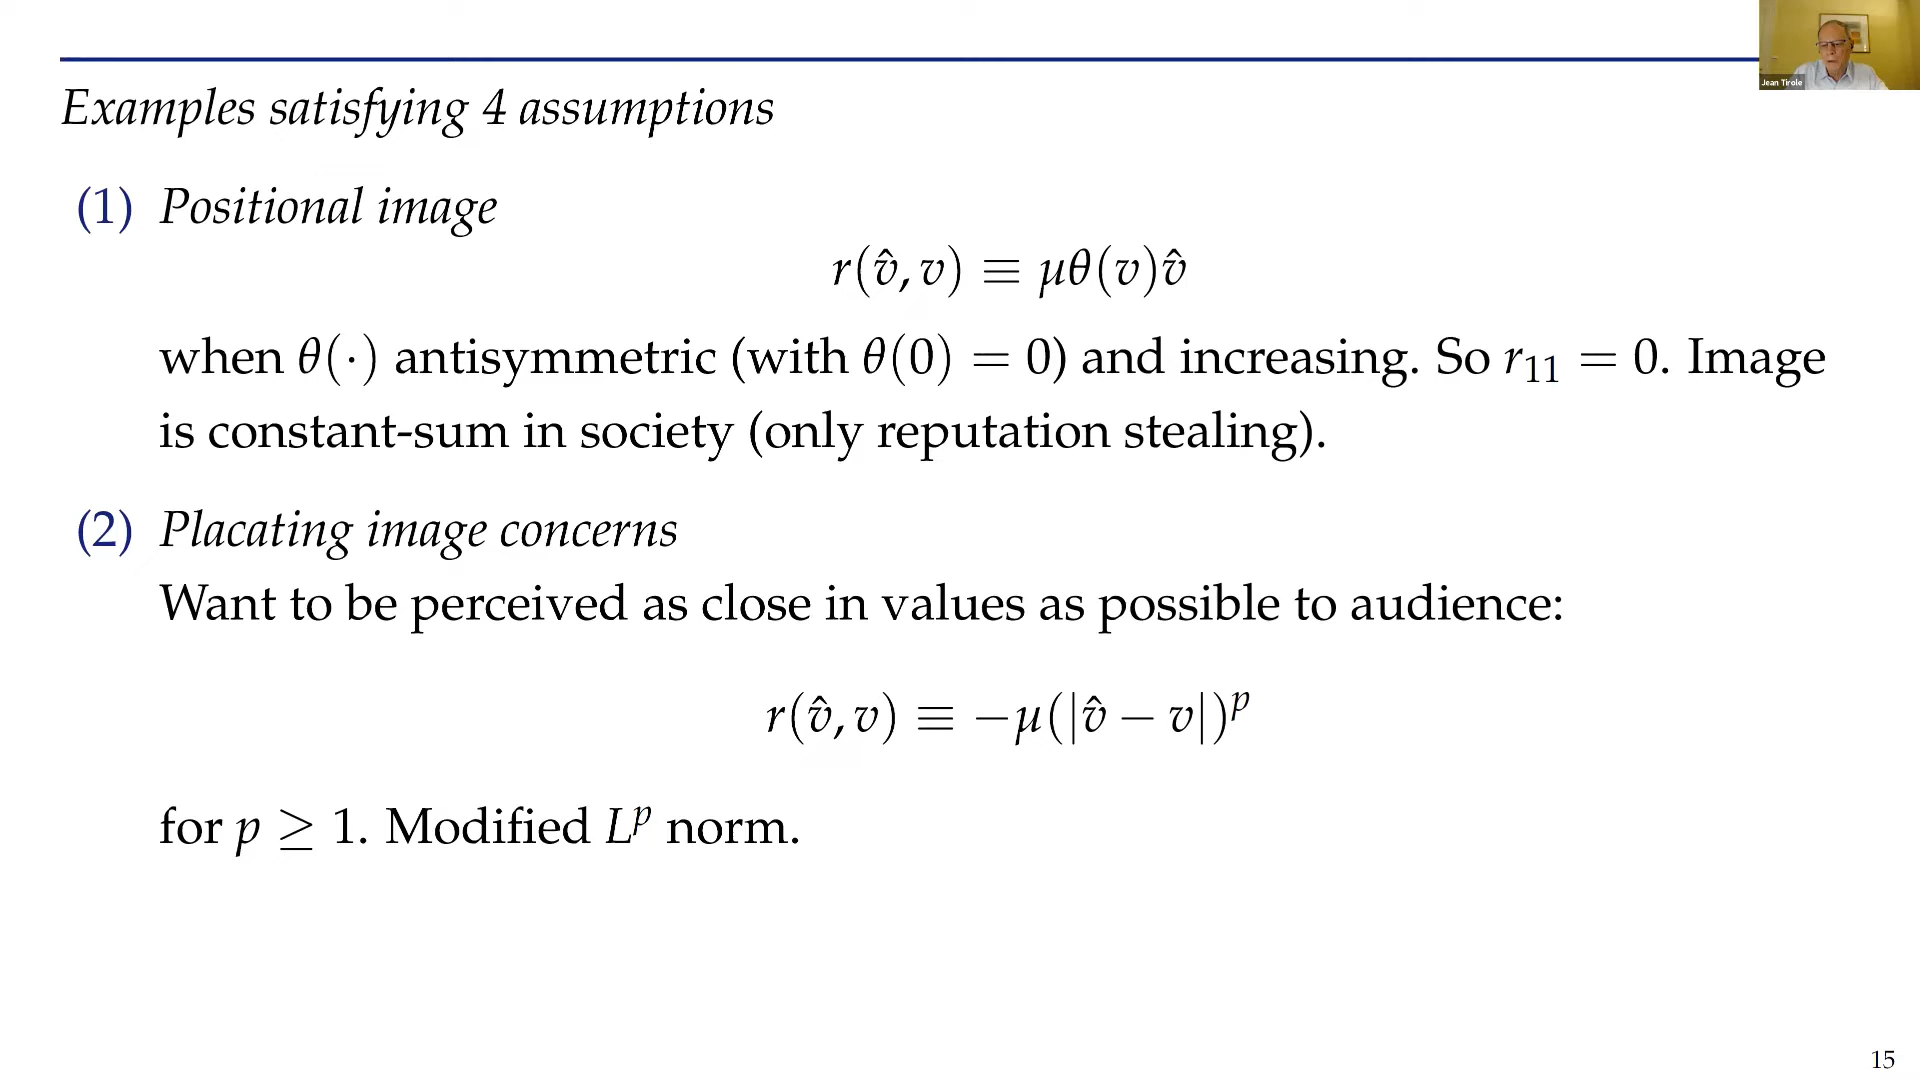 Jean Tirole
Examples satisfying 4 assumptions
(1) Positional image
r(v̂, v) ≡ μθ(v)v̂
when θ(·) antisymmetric (with θ(0) = 0) and increasing. So r₁₁ = 0. Image
is constant-sum in society (only reputation stealing).
(2) Placating image concerns
Want to be perceived as close in values as possible to audience:
r(v̂, v) ≡ −μ(|v̂ − v|)ᵖ
for p ≥ 1. Modified Lᵖ norm.
15